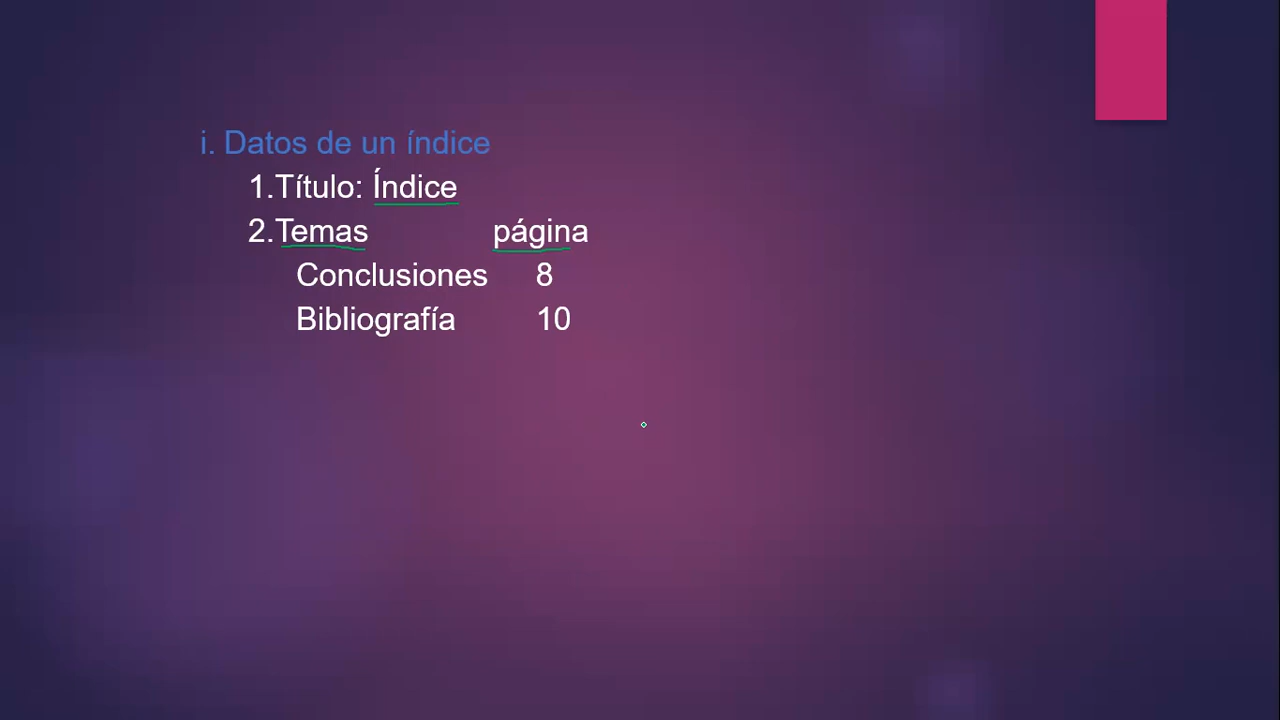 i. Datos de un índice
1.Título: Índice
2.Temas página
Conclusiones 8
Bibliografía 10